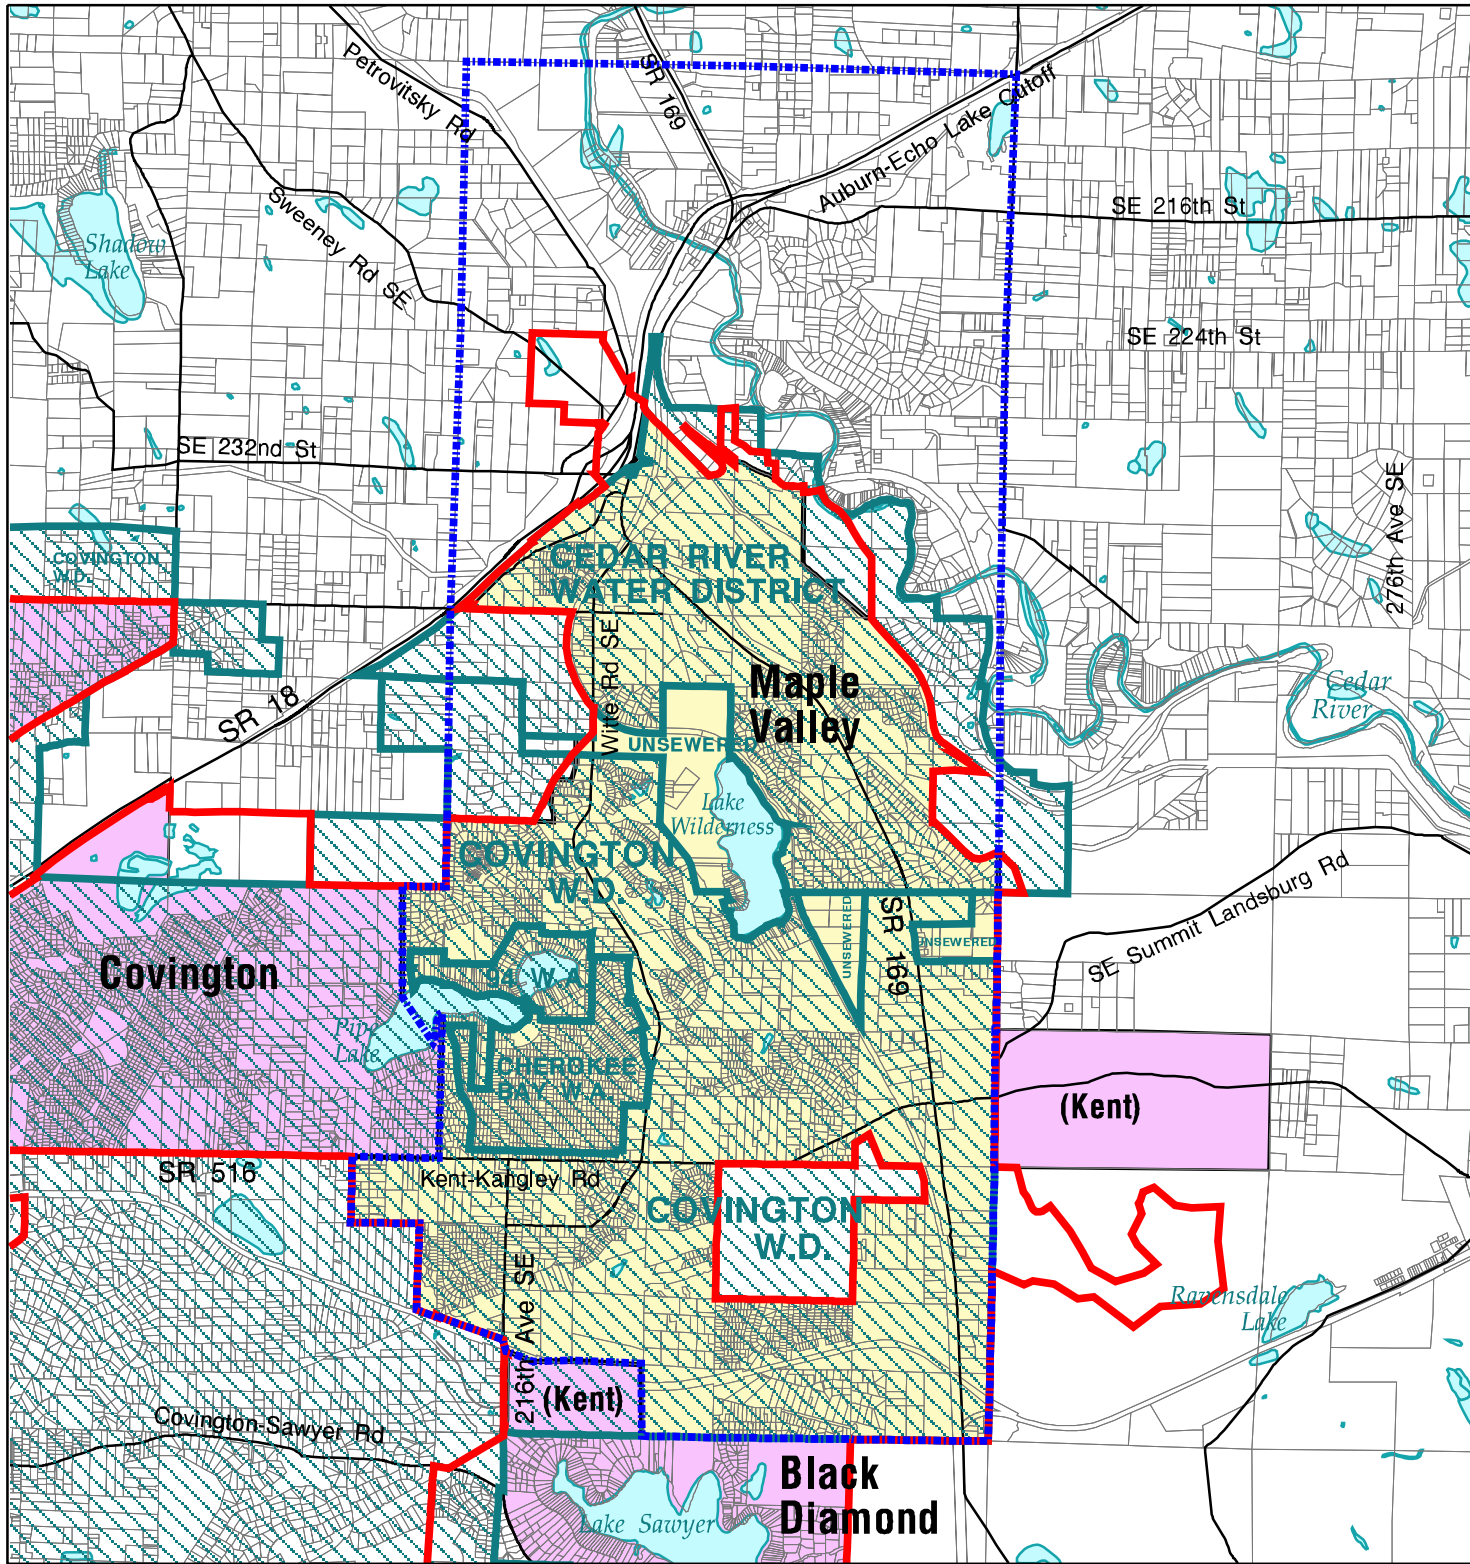 Petrovitsky Rd
SR 169
Auburn-Echo Lake Cutoff
Sweeney Rd SE
SE 216th St
Shadow
Lake
SE 224th St
SE 232nd St
276th Ave SE
COVINGTON
W.D.
CEDAR RIVER
WATER DISTRICT
Witte Rd SE
Maple
Valley
Cedar
River
SR 18
UNSEWERED
Lake
Wilderness
COVINGTON
W.D.
UNSEWERED
SR 169
UNSEWERED
SE Summit Landsburg Rd
Covington
94 W.A.
Pipe
Lake
CHEROKEE
BAY W.A.
(Kent)
SR 516
Kent-Kangley Rd
COVINGTON
W.D.
216th Ave SE
Ravensdale
Lake
(Kent)
Covington-Sawyer Rd
Black
Diamond
Lake Sawyer